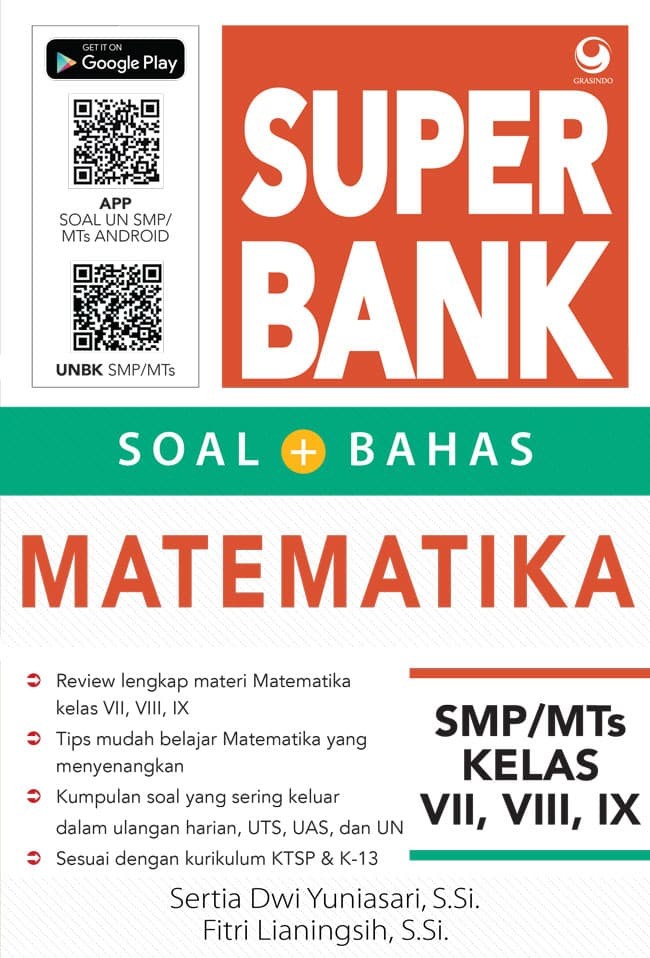 GET IT ON
Google Play
APP
SOAL UN SMP/
MTs ANDROID
UNBK SMP/MTs
GRASINDO
SUPER
BANK
SOAL + BAHAS
MATEMATIKA
Review lengkap materi Matematika
kelas VII, VIII, IX
Tips mudah belajar Matematika yang
menyenangkan
Kumpulan soal yang sering keluar
dalam ulangan harian, UTS, UAS, dan UN
Sesuai dengan kurikulum KTSP & K-13
SMP/MTs
KELAS
VII, VIII, IX
Sertia Dwi Yuniasari, S.Si.
Fitri Lianingsih, S.Si.